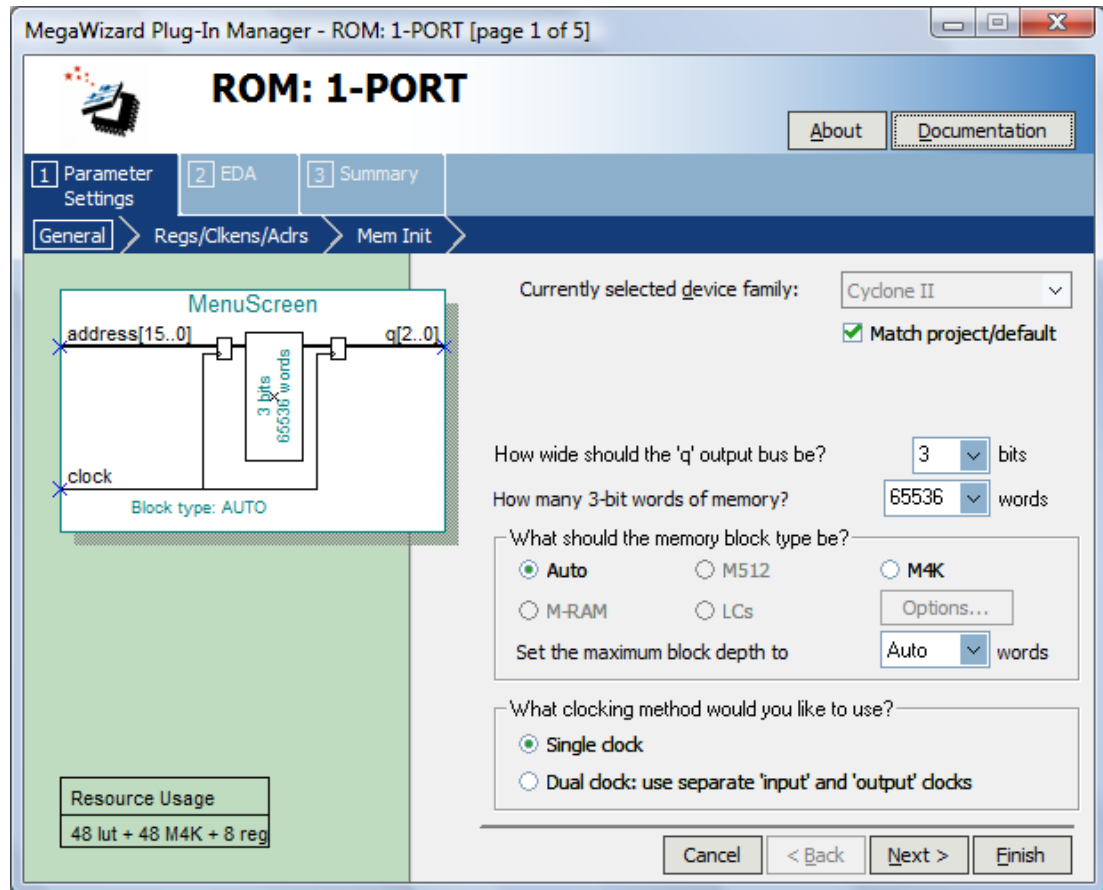 MegaWizard Plug-In Manager - ROM: 1-PORT [page 1 of 5]
ROM: 1-PORT
About
Documentation
1 Parameter Settings
2 EDA
3 Summary
General
Regs/Clkens/Aclrs
Mem Init
MenuScreen
address[15..0]
q[2..0]
3 bits
65536 words
clock
Block type: AUTO
Currently selected device family:
Cyclone II
Match project/default
How wide should the 'q' output bus be?
3
bits
How many 3-bit words of memory?
65536
words
What should the memory block type be?
Auto
M512
M4K
M-RAM
LCs
Options...
Set the maximum block depth to
Auto
words
What clocking method would you like to use?
Single clock
Dual clock: use separate 'input' and 'output' clocks
Resource Usage
48 lut + 48 M4K + 8 reg
Cancel
< Back
Next >
Finish